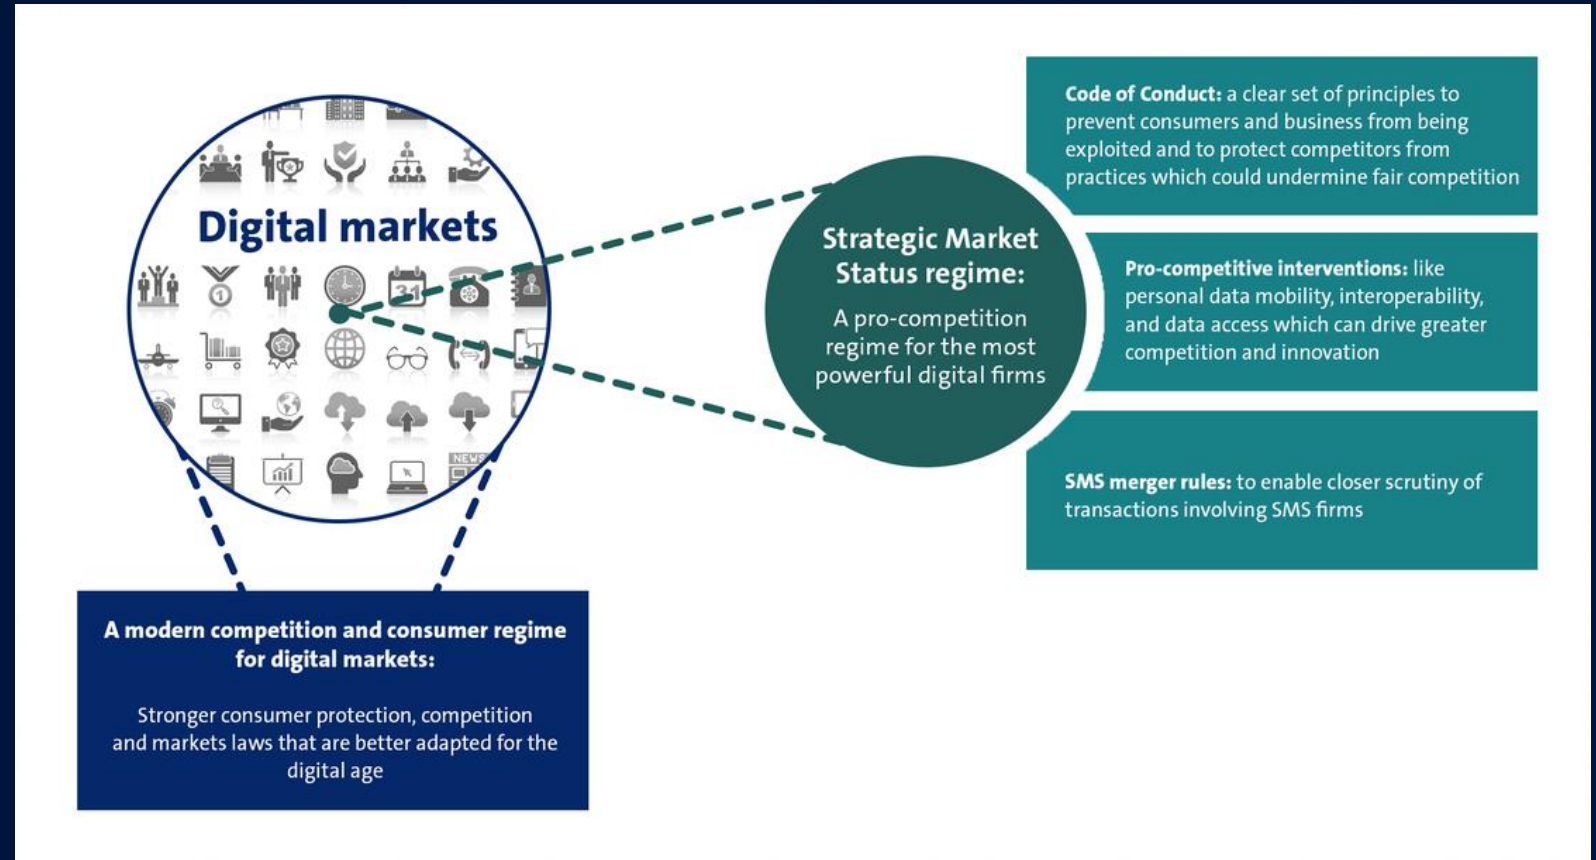 Digital markets
1
31
NEWS
A modern competition and consumer regime
for digital markets:
Stronger consumer protection, competition
and markets laws that are better adapted for the
digital age
Strategic Market
Status regime:
A pro-competition
regime for the most
powerful digital firms
Code of Conduct: a clear set of principles to
prevent consumers and business from being
exploited and to protect competitors from
practices which could undermine fair competition
Pro-competitive interventions: like
personal data mobility, interoperability,
and data access which can drive greater
competition and innovation
SMS merger rules: to enable closer scrutiny of
transactions involving SMS firms